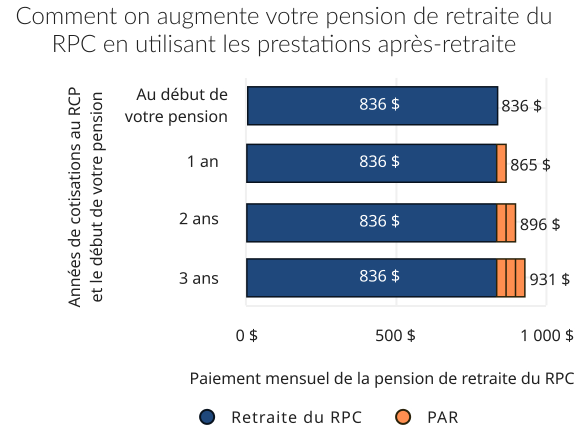 Comment on augmente votre pension de retraite du
RPC en utilisant les prestations après-retraite
Années de cotisations au RCP
et le début de votre pension
Au début de
votre pension
836 $
836 $
1 an
836 $
865 $
2 ans
836 $
896 $
3 ans
836 $
931 $
0 $
500 $
1 000 $
Paiement mensuel de la pension de retraite du RPC
Retraite du RPC
PAR